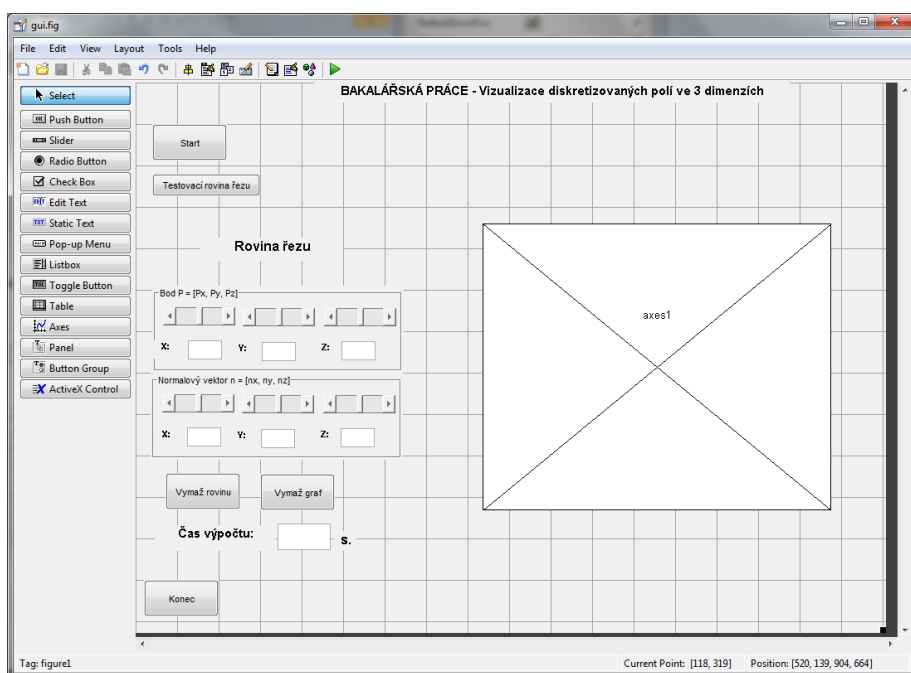 gui.fig
File Edit View Layout Tools Help
Select
Push Button
Slider
Radio Button
Check Box
Edit Text
Static Text
Pop-up Menu
Listbox
Toggle Button
Table
Axes
Panel
Button Group
ActiveX Control
BAKALÁŘSKÁ PRÁCE - Vizualizace diskretizovaných polí ve 3 dimenzích
Start
Testovací rovina řezu
Rovina řezu
Bod P = [Px, Py, Pz]
X: Y: Z:
Normalový vektor n = [nx, ny, nz]
X: Y: Z:
Vymaž rovinu Vymaž graf
Čas výpočtu: s.
Konec
axes1
Tag: figure1 Current Point: [118, 319] Position: [520, 139, 904, 664]